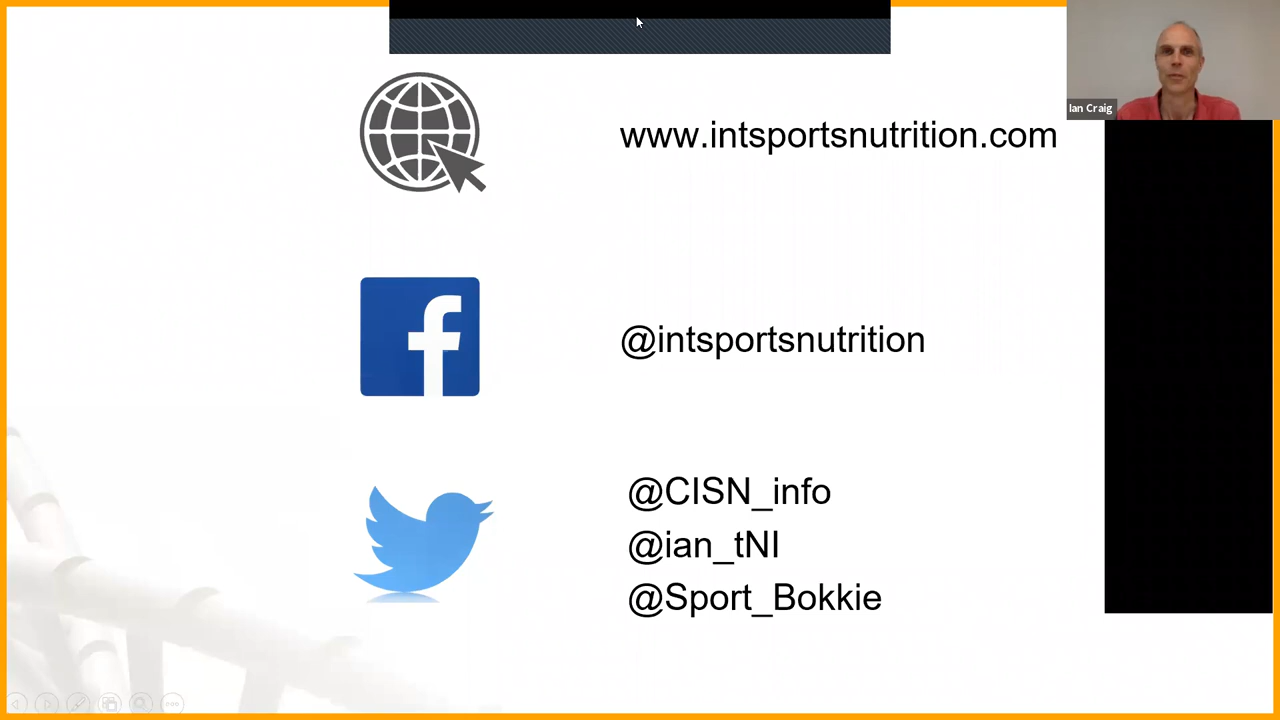 Ian Craig
www.intsportsnutrition.com
@intsportsnutrition
@CISN_info
@ian_tNI
@Sport_Bokkie